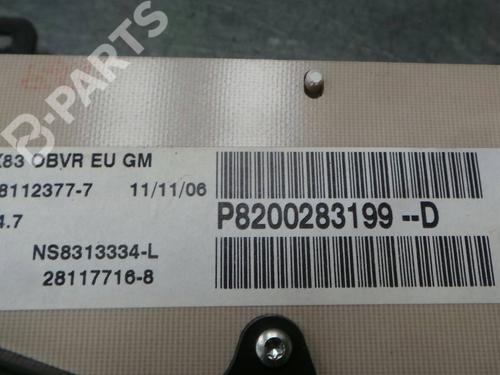 B-PARTS
X83 OBVR EU GM
8112377-7 11/11/06
4.7
P8200283199--D
NS8313334-L
28117716-8